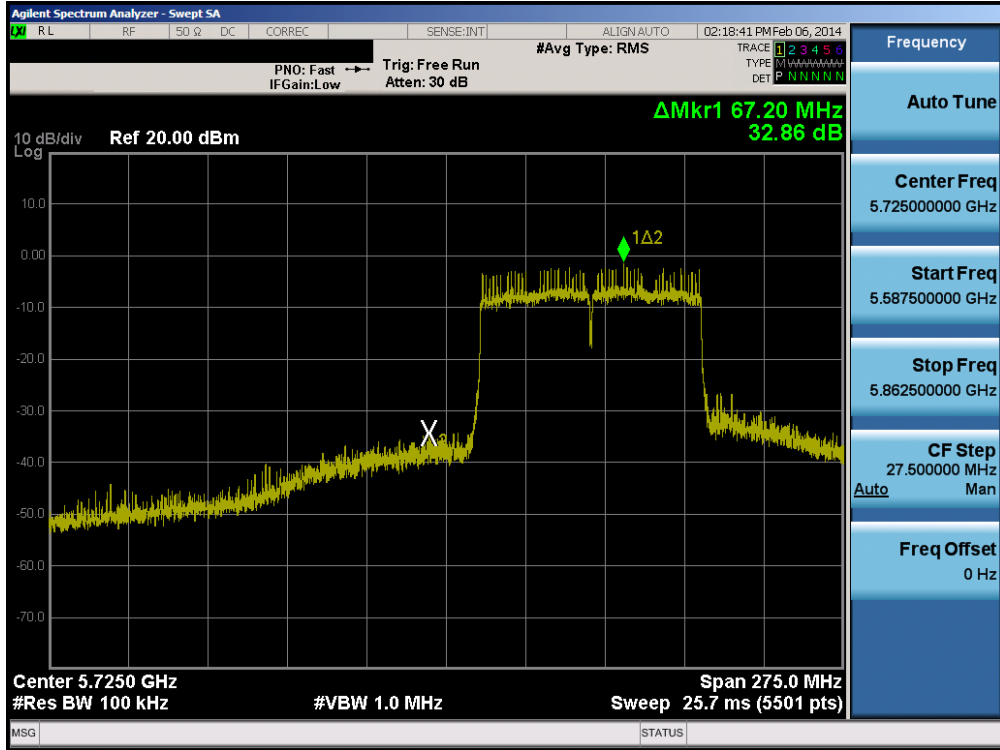 Agilent Spectrum Analyzer - Swept SA
LXI RL RF 50 Ω DC CORREC SENSE:INT ALIGN AUTO 02:18:41 PM Feb 06, 2014
#Avg Type: RMS
TRACE 1 2 3 4 5 6
PNO: Fast
IFGain:Low
Trig: Free Run
Atten: 30 dB
TYPE M
DET P N N N N N
ΔMkr1 67.20 MHz
32.86 dB
10 dB/div Ref 20.00 dBm
Log
10.0
0.00
-10.0
-20.0
-30.0
-40.0
-50.0
-60.0
-70.0
1Δ2
X
Center 5.7250 GHz Span 275.0 MHz
#Res BW 100 kHz #VBW 1.0 MHz Sweep 25.7 ms (5501 pts)
MSG STATUS
Frequency
Auto Tune
Center Freq
5.725000000 GHz
Start Freq
5.587500000 GHz
Stop Freq
5.862500000 GHz
CF Step
27.500000 MHz
Auto Man
Freq Offset
0 Hz